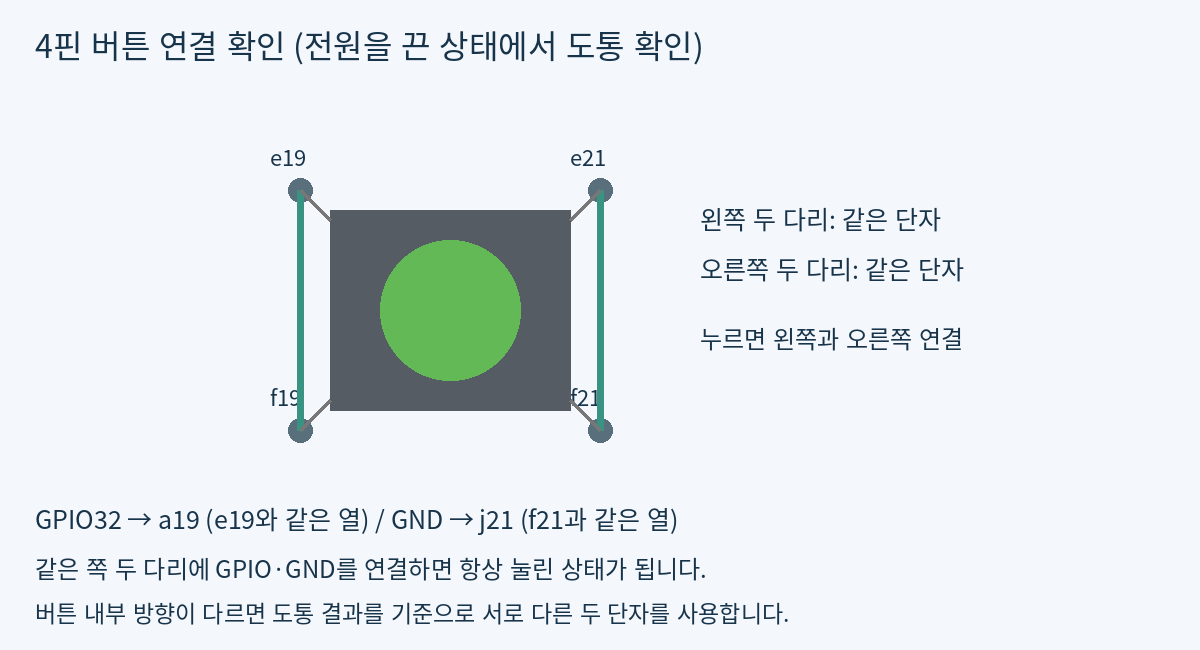 4핀 버튼 연결 확인 (전원을 끈 상태에서 도통 확인)
e19
e21
왼쪽 두 다리: 같은 단자
오른쪽 두 다리: 같은 단자
누르면 왼쪽과 오른쪽 연결
f19
f21
GPIO32 → a19 (e19와 같은 열) / GND → j21 (f21과 같은 열)
같은 쪽 두 다리에 GPIO·GND를 연결하면 항상 눌린 상태가 됩니다.
버튼 내부 방향이 다르면 도통 결과를 기준으로 서로 다른 두 단자를 사용합니다.